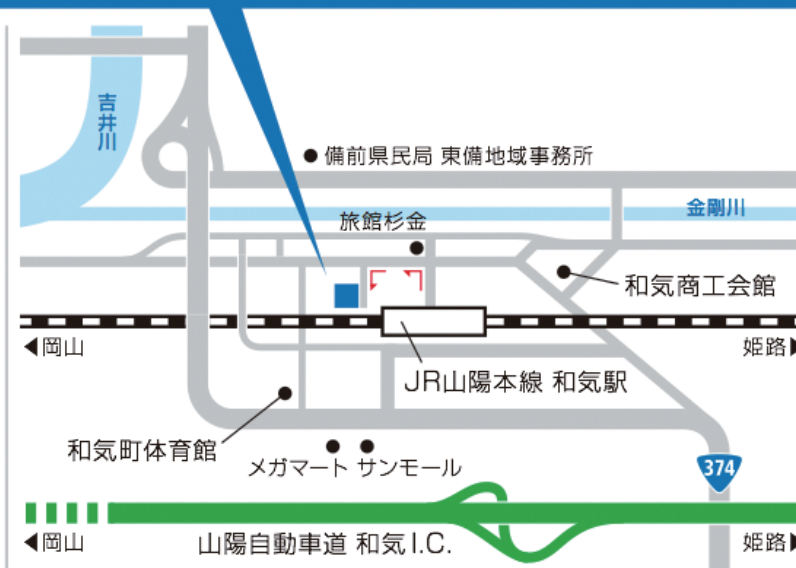 吉井川
備前県民局 東備地域事務所
金剛川
旅館杉金
和気商工会館
◀岡山
姫路▶
JR山陽本線 和気駅
和気町体育館
メガマート サンモール
374
◀岡山
山陽自動車道 和気I.C.
姫路▶